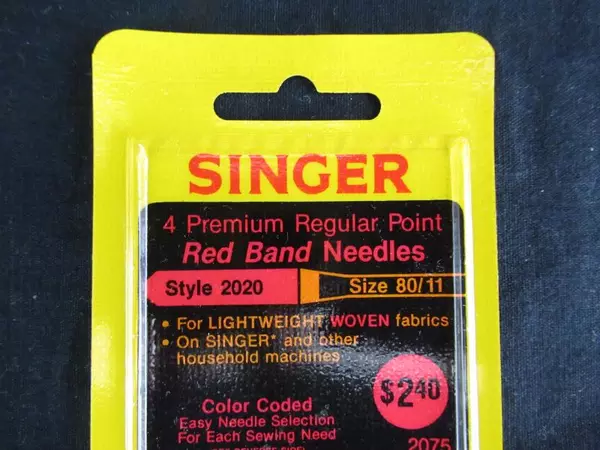 SINGER
4 Premium Regular Point
Red Band Needles
Style 2020 Size 80/11
• For LIGHTWEIGHT WOVEN fabrics
• On SINGER* and other
household machines
$2.40
Color Coded
Easy Needle Selection
For Each Sewing Need
2075